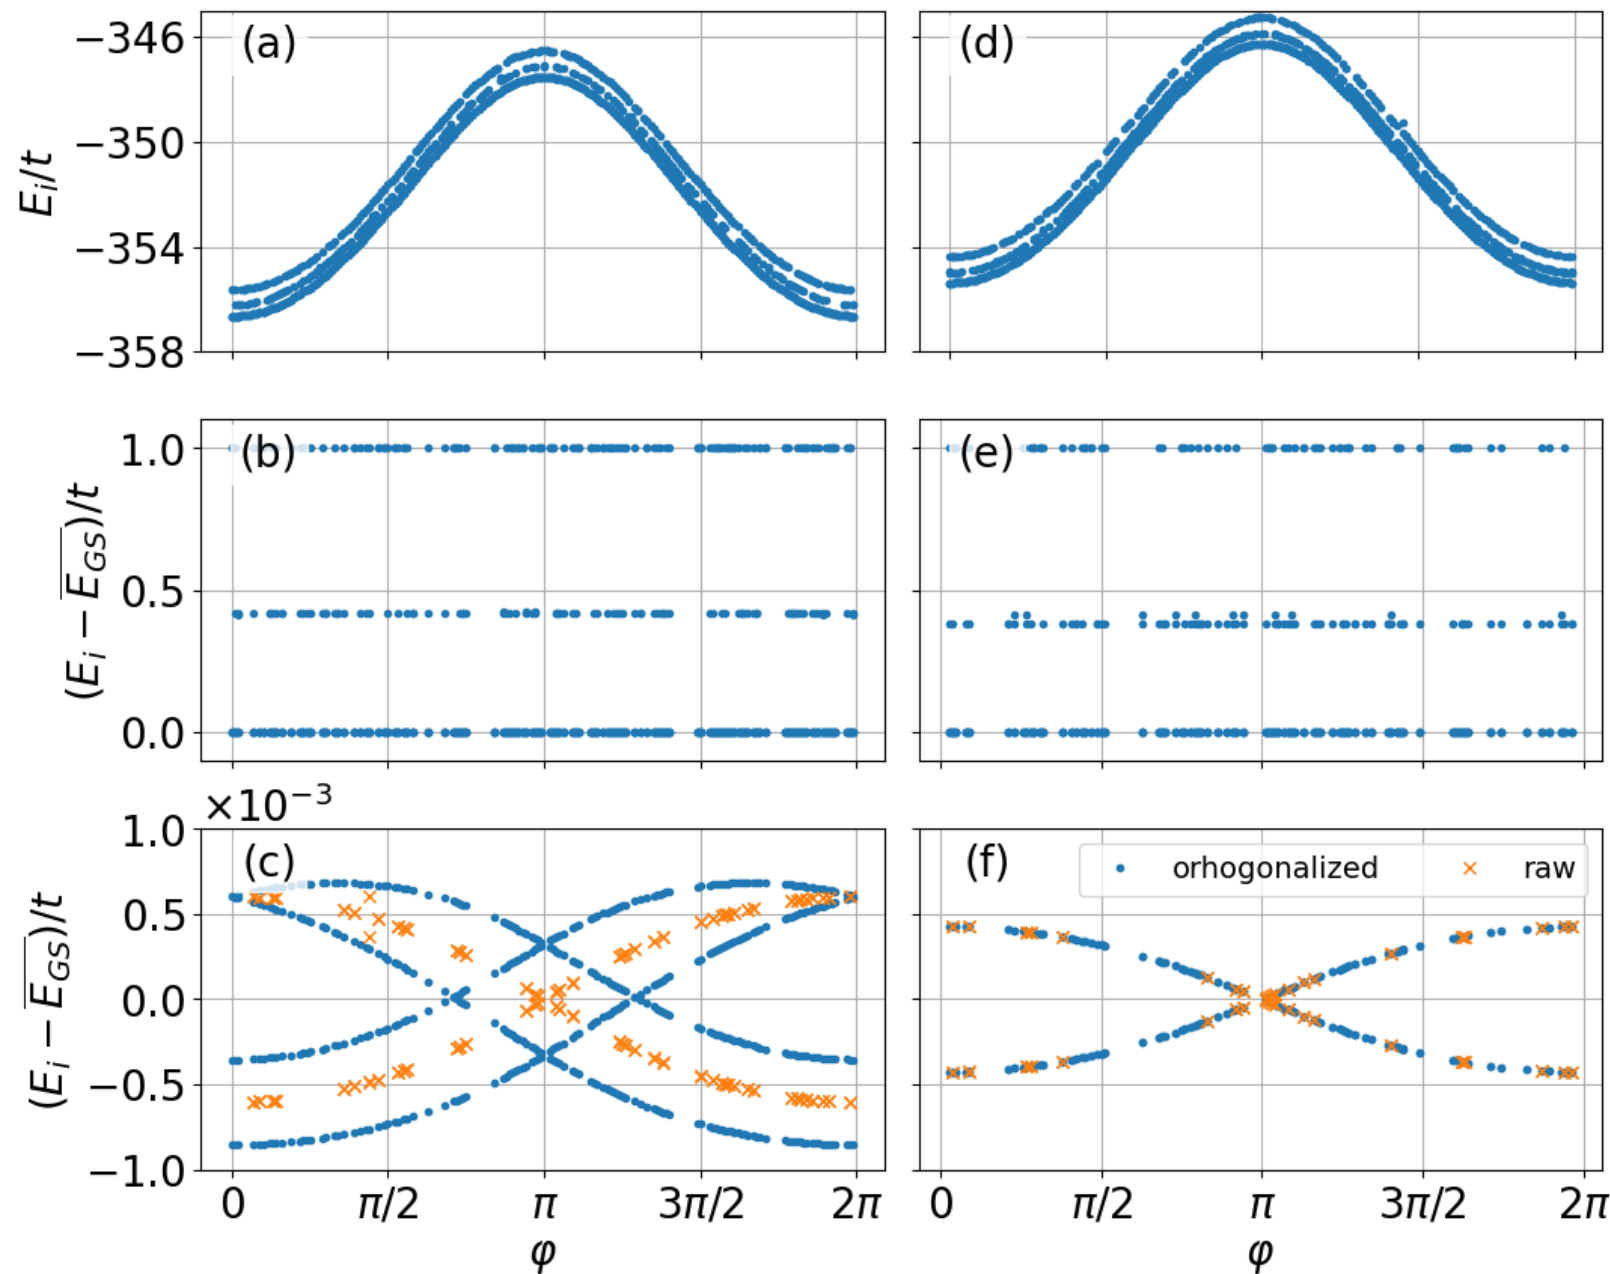 (a)
(d)
−346
−350
−354
−358
E_i/t
(b)
(e)
1.0
0.5
0.0
(E_i − \overline{E_{GS}})/t
×10^{−3}
(c)
(f)
orhogonalized
raw
1.0
0.5
0.0
−0.5
−1.0
(E_i − \overline{E_{GS}})/t
0 π/2 π 3π/2 2π
0 π/2 π 3π/2 2π
φ
φ